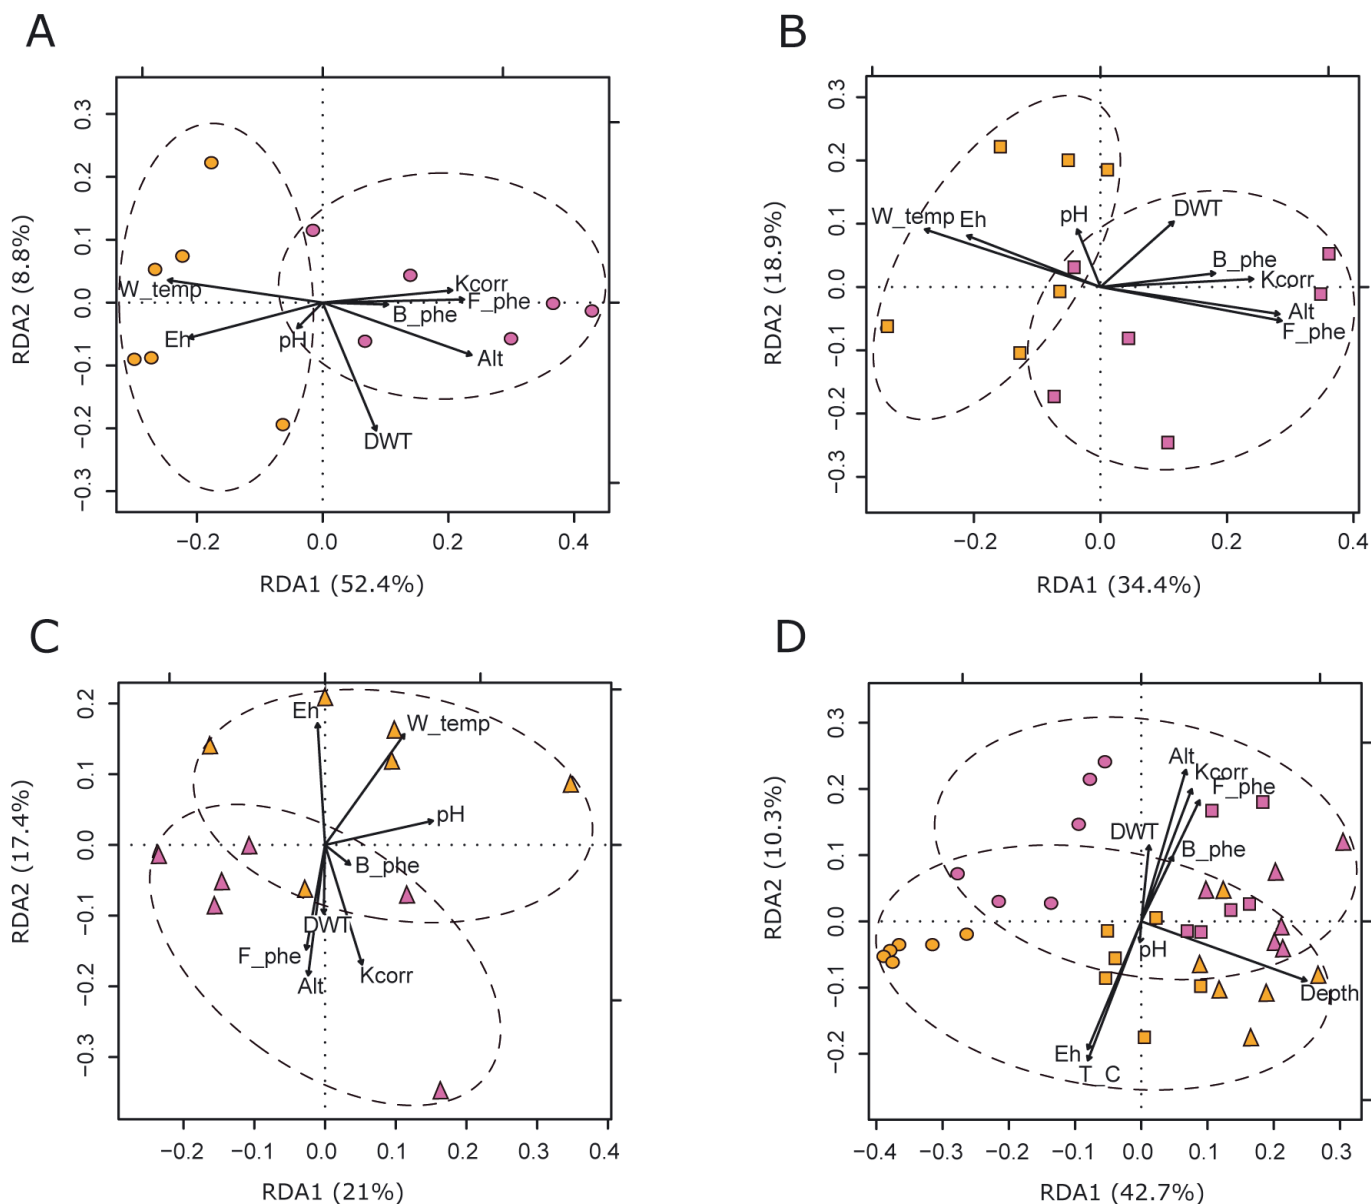 A
RDA2 (8.8%)
0.3
0.2
0.1
0.0
−0.1
−0.2
−0.3
W_temp
Eh
pH
Kcorr
F_phe
B_phe
Alt
DWT
−0.2
0.0
0.2
0.4
RDA1 (52.4%)
B
RDA2 (18.9%)
0.3
0.2
0.1
0.0
−0.1
−0.2
−0.3
W_temp
Eh
pH
DWT
B_phe
Kcorr
Alt
F_phe
−0.2
0.0
0.2
0.4
RDA1 (34.4%)
C
RDA2 (17.4%)
0.2
0.1
0.0
−0.1
−0.2
−0.3
Eh
W_temp
pH
B_phe
DWT
F_phe
Alt
Kcorr
−0.2
−0.1
0.0
0.1
0.2
0.3
0.4
RDA1 (21%)
D
RDA2 (10.3%)
0.3
0.2
0.1
0.0
−0.1
−0.2
Alt
Kcorr
F_phe
DWT
B_phe
pH
Depth
Eh
T_C
−0.4
−0.3
−0.2
−0.1
0.0
0.1
0.2
0.3
RDA1 (42.7%)